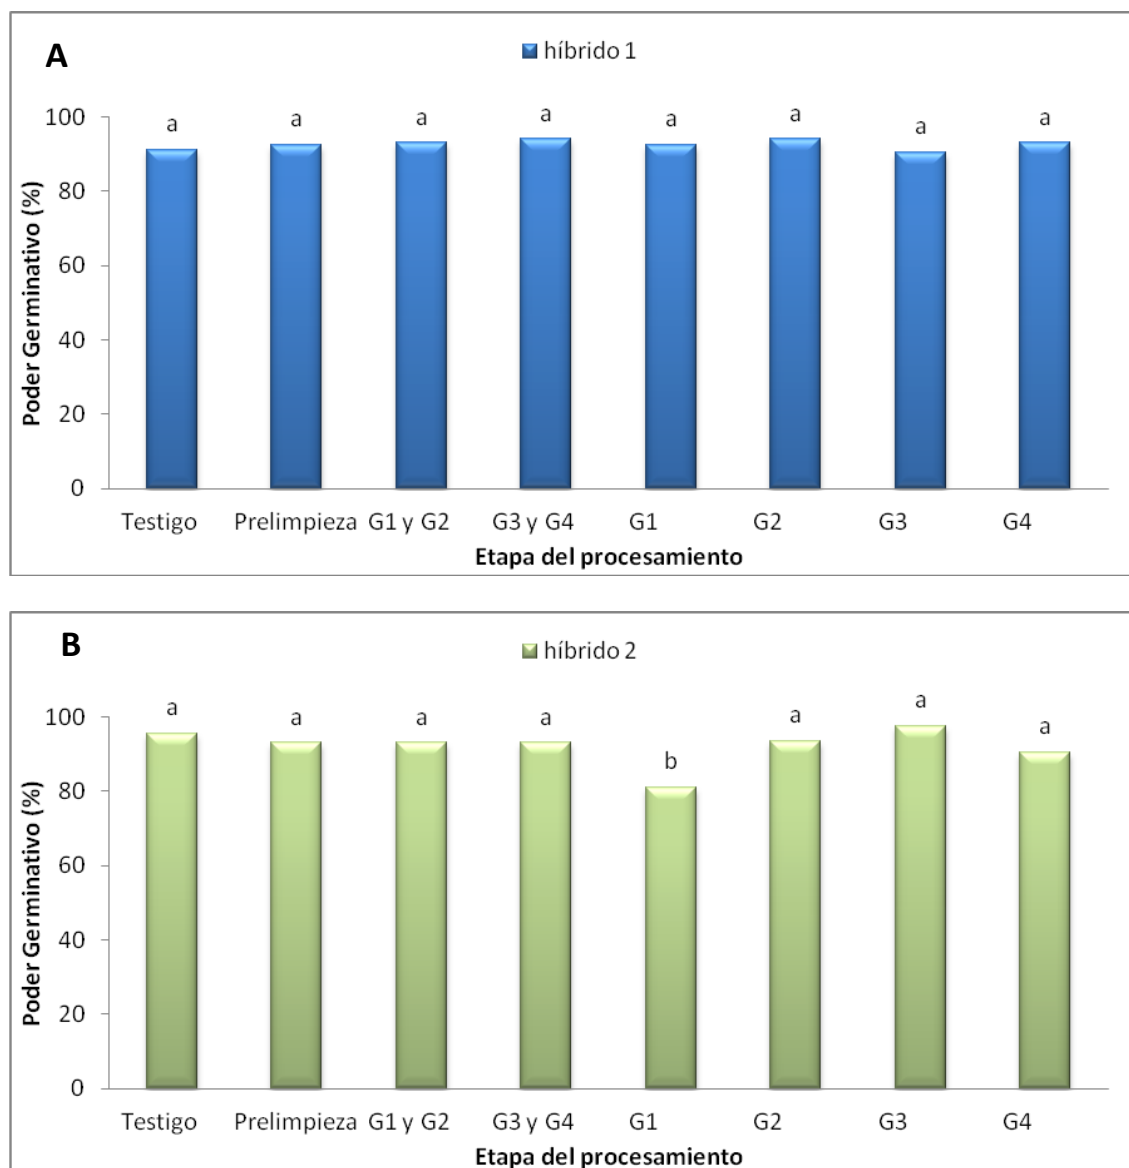 A
híbrido 1
a a a a a a a a
100
80
60
40
20
0
Poder Germinativo (%)
Testigo Prelimpieza G1 y G2 G3 y G4 G1 G2 G3 G4
Etapa del procesamiento
B
híbrido 2
a a a a b a a a
100
80
60
40
20
0
Poder Germinativo (%)
Testigo Prelimpieza G1 y G2 G3 y G4 G1 G2 G3 G4
Etapa del procesamiento